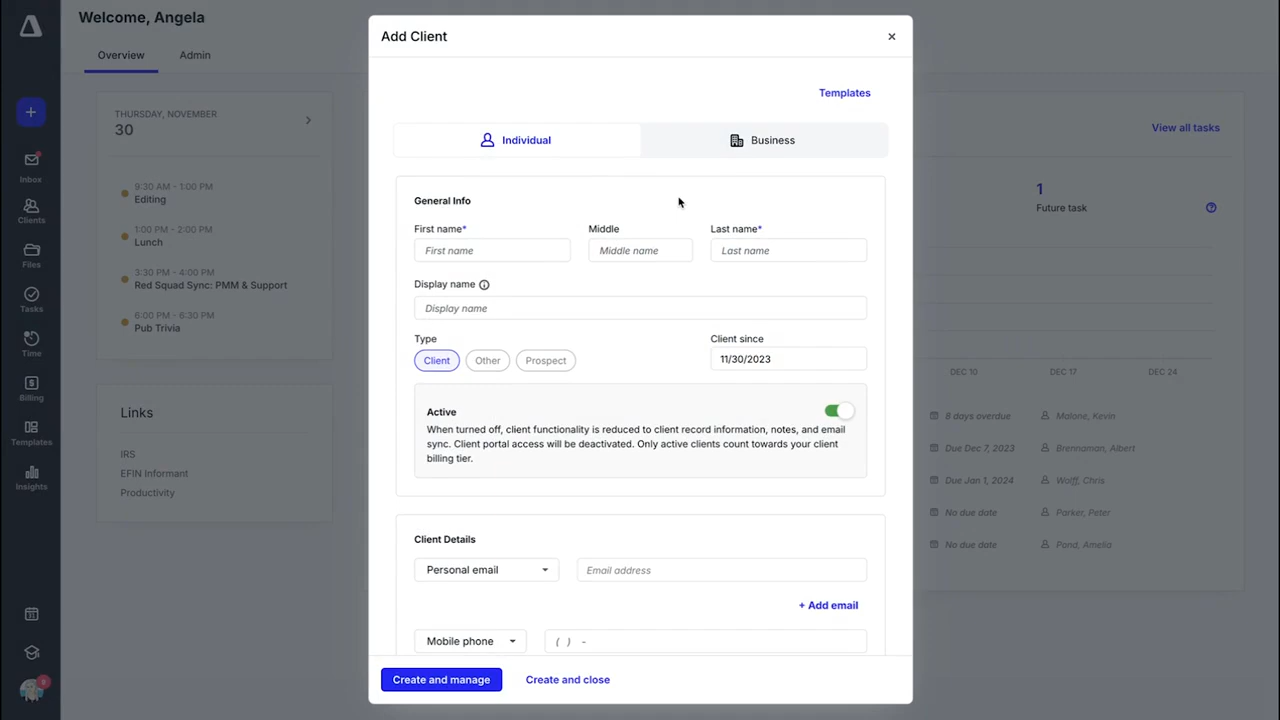 Welcome, Angela
Overview
Admin
Inbox
Clients
Files
Tasks
Time
Billing
Templates
Insights
31
8
THURSDAY, NOVEMBER
30
9:30 AM - 1:00 PM
Editing
1:00 PM - 2:00 PM
Lunch
3:30 PM - 4:00 PM
Red Squad Sync: PMM & Support
6:00 PM - 6:30 PM
Pub Trivia
Links
IRS
EFIN Informant
Productivity
Add Client
Templates
Individual
Business
General Info
First name*
Middle
Last name*
First name
Middle name
Last name
Display name
Display name
Type
Client since
Client
Other
Prospect
11/30/2023
Active
When turned off, client functionality is reduced to client record information, notes, and email
sync. Client portal access will be deactivated. Only active clients count towards your client
billing tier.
Client Details
Personal email
Email address
+ Add email
Mobile phone
( ) -
Create and manage
Create and close
View all tasks
1
Future task
DEC 10
DEC 17
DEC 24
8 days overdue
Malone, Kevin
Due Dec 7, 2023
Brennaman, Albert
Due Jan 1, 2024
Wolff, Chris
No due date
Parker, Peter
No due date
Pond, Amelia